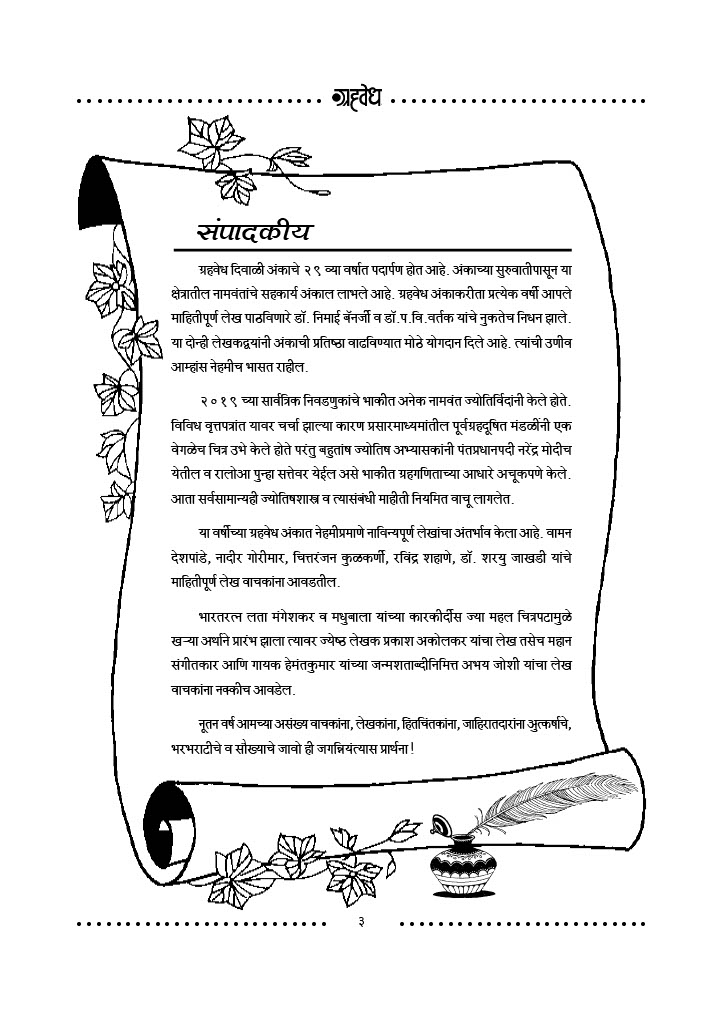 ग्रहवेध
संपादकीय
ग्रहवेध दिवाळी अंकाचे २९ व्या वर्षात पदार्पण होत आहे. अंकाच्या सुरुवातीपासून या
क्षेत्रातील नामवंतांचे सहकार्य अंकाल लाभले आहे. ग्रहवेध अंकाकरीता प्रत्येक वर्षी आपले
माहितीपूर्ण लेख पाठविणारे डॉ. निमाई बॅनर्जी व डॉ.प.वि.वर्तक यांचे नुकतेच निधन झाले.
या दोन्ही लेखकद्वयांनी अंकाची प्रतिष्ठा वाढविण्यात मोठे योगदान दिले आहे. त्यांची उणीव
आम्हांस नेहमीच भासत राहील.
२०१९ च्या सार्वत्रिक निवडणुकांचे भाकीत अनेक नामवंत ज्योतिर्विदांनी केले होते.
विविध वृत्तपत्रांत यावर चर्चा झाल्या कारण प्रसारमाध्यमांतील पूर्वग्रहदूषित मंडळींनी एक
वेगळेच चित्र उभे केले होते परंतु बहुतांष ज्योतिष अभ्यासकांनी पंतप्रधानपदी नरेंद्र मोदीच
येतील व रालोआ पुन्हा सत्तेवर येईल असे भाकीत ग्रहगणिताच्या आधारे अचूकपणे केले.
आता सर्वसामान्यही ज्योतिषशास्त्र व त्यासंबंधी माहीती नियमित वाचू लागलेत.
या वर्षीच्या ग्रहवेध अंकात नेहमीप्रमाणे नाविन्यपूर्ण लेखांचा अंतर्भाव केला आहे. वामन
देशपांडे, नादीर गोरीमार, चित्तरंजन कुळकर्णी, रविंद्र शहाणे, डॉ. शरयु जाखडी यांचे
माहितीपूर्ण लेख वाचकांना आवडतील.
भारतरत्न लता मंगेशकर व मधुबाला यांच्या कारकीर्दीस ज्या महल चित्रपटामुळे
खऱ्या अर्थाने प्रारंभ झाला त्यावर ज्येष्ठ लेखक प्रकाश अकोलकर यांचा लेख तसेच महान
संगीतकार आणि गायक हेमंतकुमार यांच्या जन्मशताब्दीनिमित्त अभय जोशी यांचा लेख
वाचकांना नक्कीच आवडेल.
नूतन वर्ष आमच्या असंख्य वाचकांना, लेखकांना, हितचिंतकांना, जाहिरातदारांना अुत्कर्षाचे,
भरभराटीचे व सौख्याचे जावो ही जगन्नियंत्यास प्रार्थना!
३